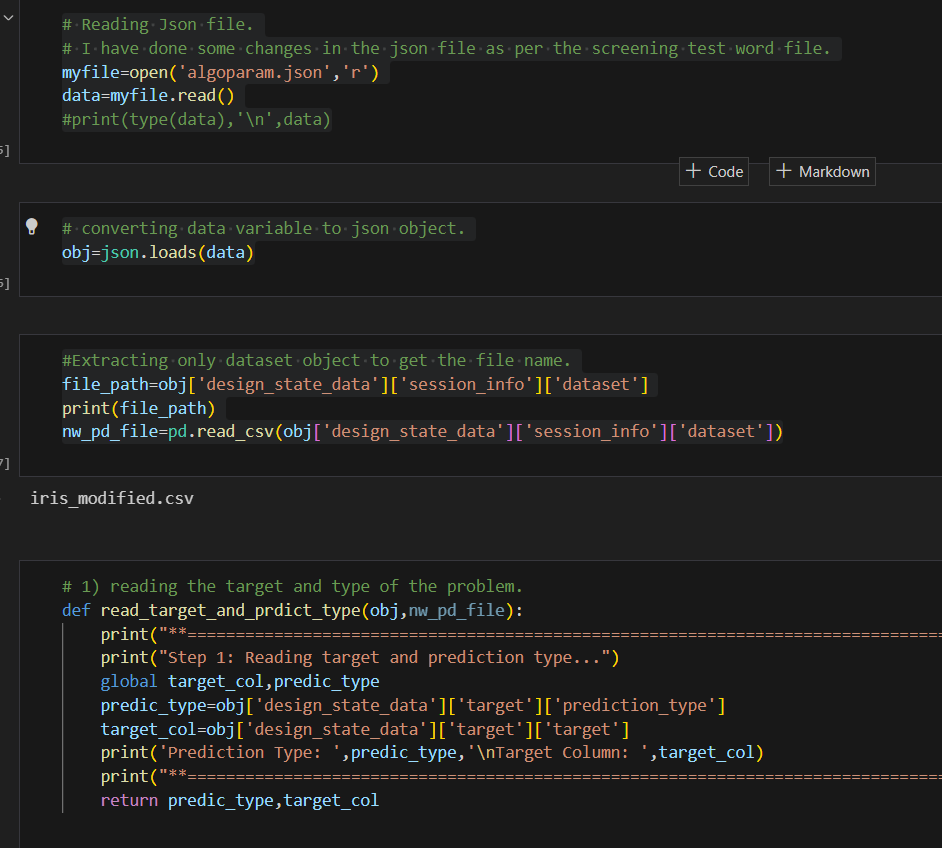 # Reading Json file.
# I have done some changes in the json file as per the screening test word file.
myfile=open('algoparam.json','r')
data=myfile.read()
#print(type(data),'\n',data)
5]
+ Code + Markdown
# converting data variable to json object.
obj=json.loads(data)
6]
#Extracting only dataset object to get the file name.
file_path=obj['design_state_data']['session_info']['dataset']
print(file_path)
nw_pd_file=pd.read_csv(obj['design_state_data']['session_info']['dataset'])
7]
iris_modified.csv
# 1) reading the target and type of the problem.
def read_target_and_prdict_type(obj,nw_pd_file):
print("**===============================================================================
print("Step 1: Reading target and prediction type...")
global target_col,predic_type
predic_type=obj['design_state_data']['target']['prediction_type']
target_col=obj['design_state_data']['target']['target']
print('Prediction Type: ',predic_type,'\nTarget Column: ',target_col)
print("**===============================================================================
return predic_type,target_col